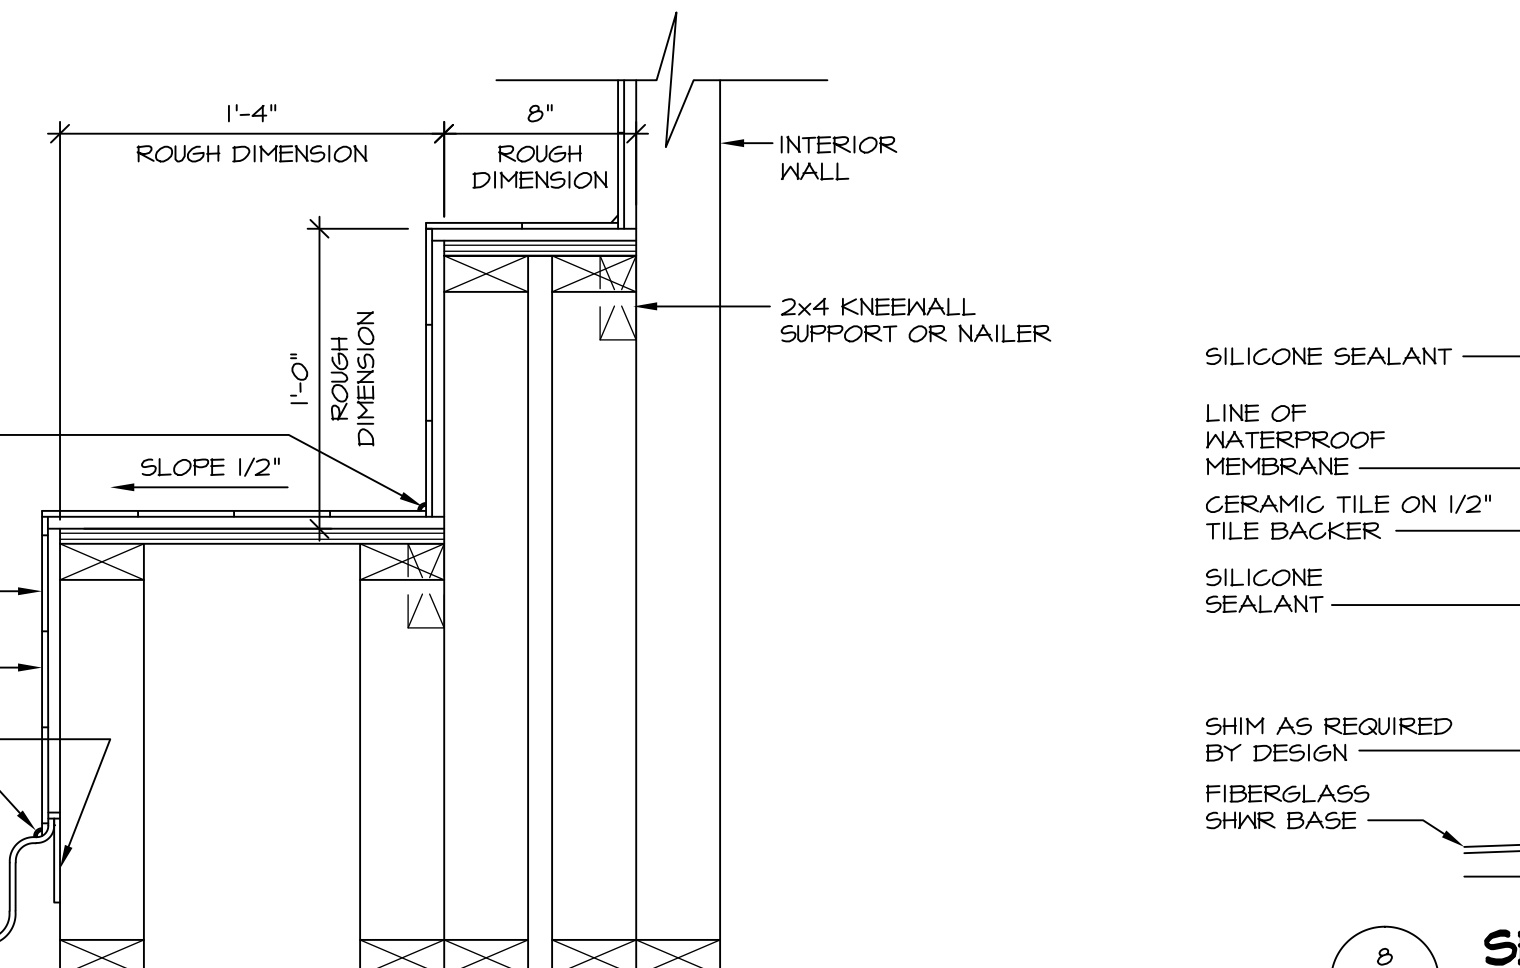 1'-4"
ROUGH DIMENSION
8"
ROUGH
DIMENSION
INTERIOR
WALL
2x4 KNEEWALL
SUPPORT OR NAILER
1'-0"
ROUGH
DIMENSION
SLOPE 1/2"
SILICONE SEALANT
LINE OF
WATERPROOF
MEMBRANE
CERAMIC TILE ON 1/2"
TILE BACKER
SILICONE
SEALANT
SHIM AS REQUIRED
BY DESIGN
FIBERGLASS
SHWR BASE
8